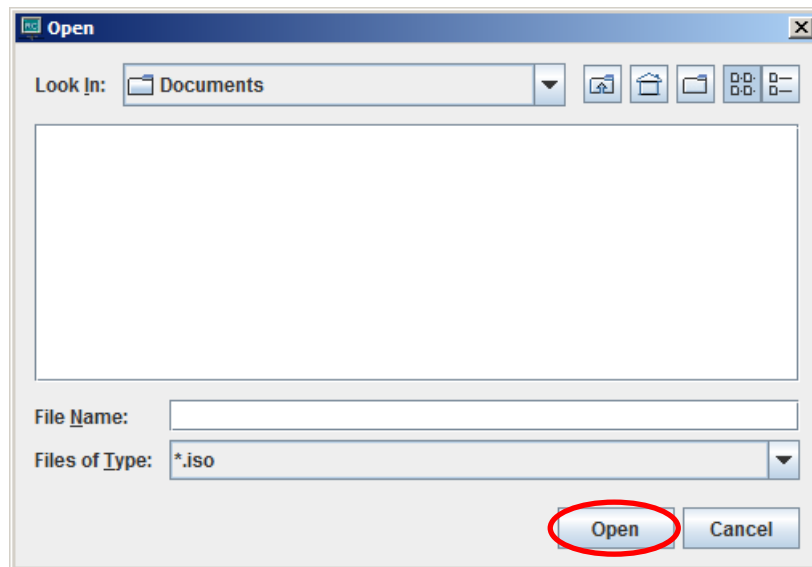 Open
Look In: Documents
File Name:
Files of Type: *.iso
Open Cancel